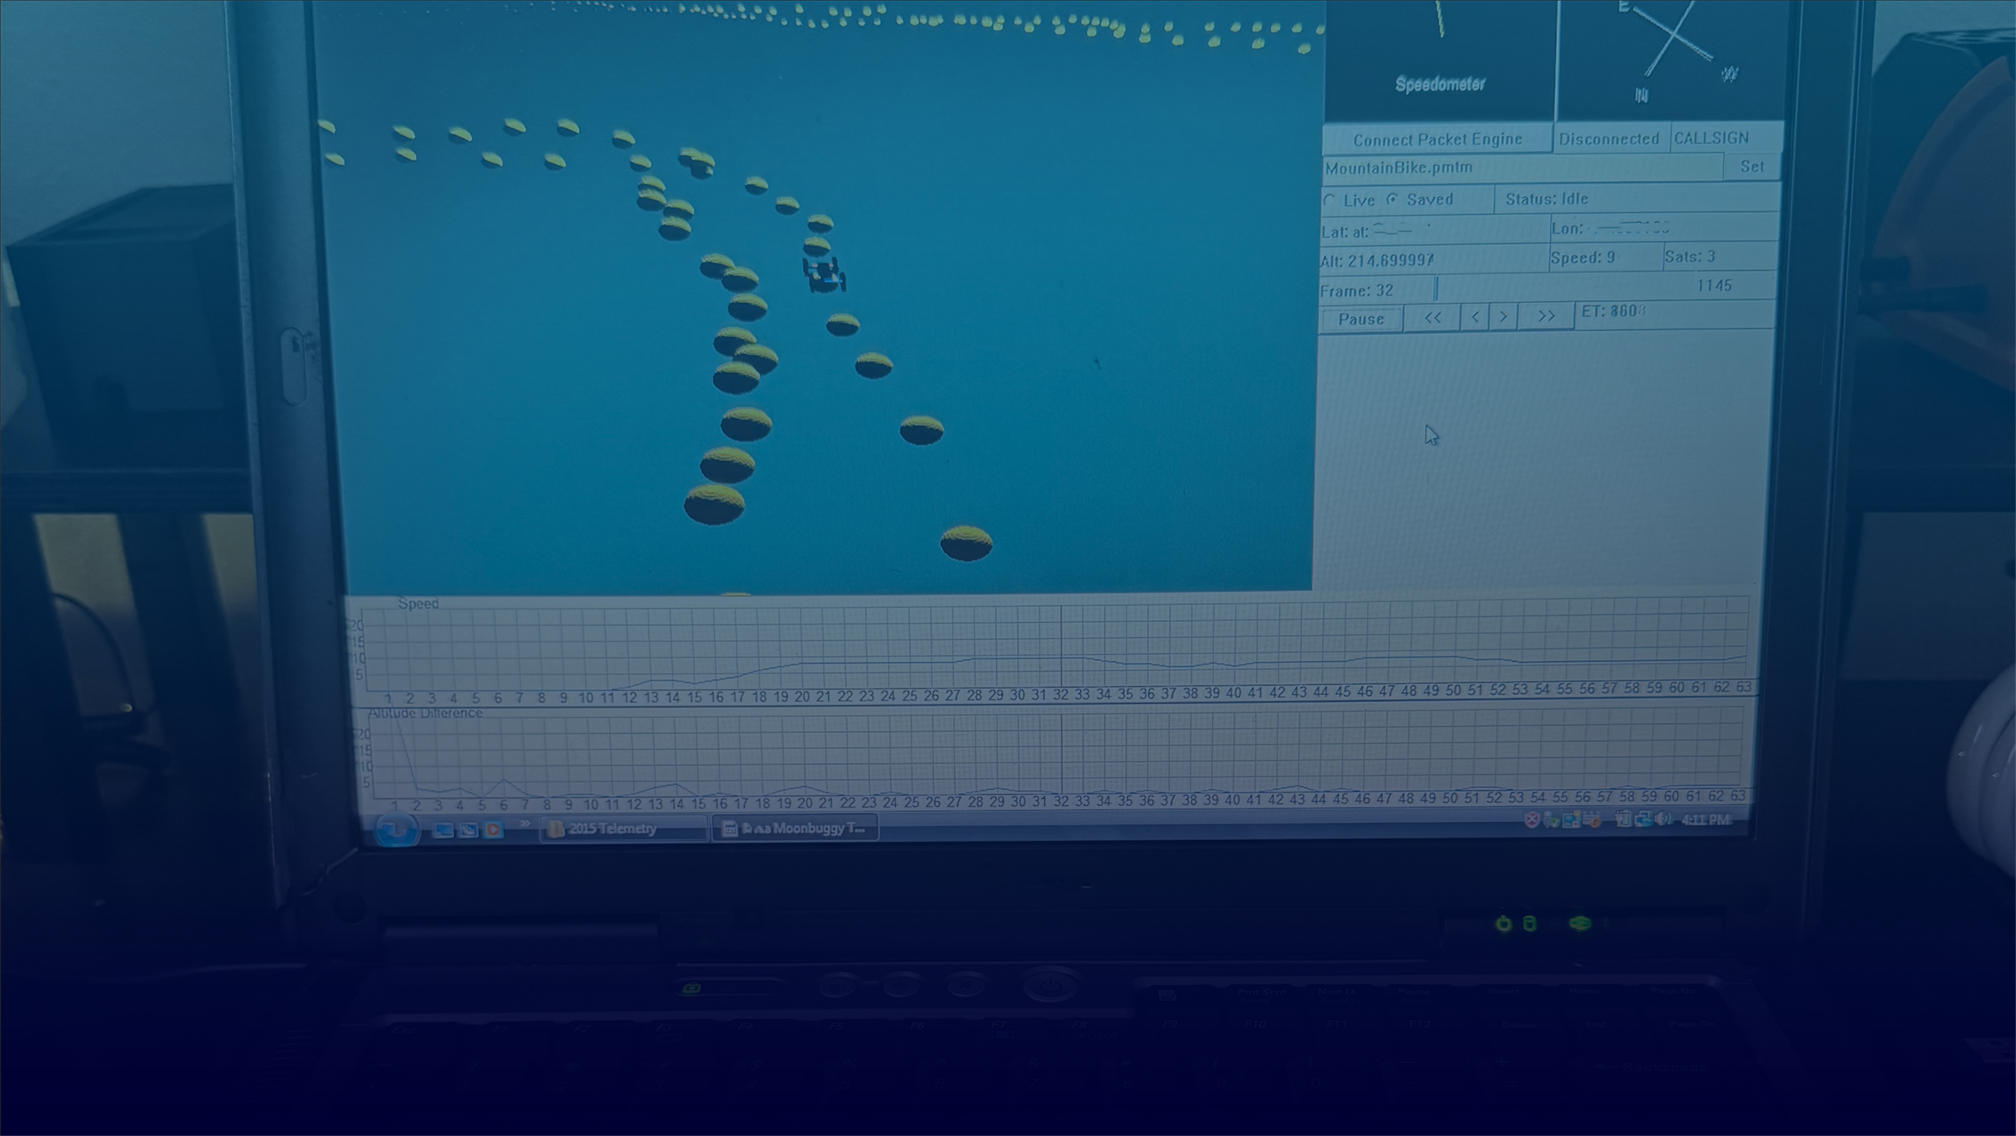 E
W
N
Speedometer
Connect Packet Engine Disconnected CALLSIGN
MountainBike.pmtm Set
Live Saved Status: Idle
Lat: at: Lon:
Alt: 214.699997 Speed: 9 Sats: 3
Frame: 32 1145
Pause << < > >> ET: 8608
Speed
20
15
10
5
1 2 3 4 5 6 7 8 9 10 11 12 13 14 15 16 17 18 19 20 21 22 23 24 25 26 27 28 29 30 31 32 33 34 35 36 37 38 39 40 41 42 43 44 45 46 47 48 49 50 51 52 53 54 55 56 57 58 59 60 61 62 63
Altitude Difference
20
15
10
5
1 2 3 4 5 6 7 8 9 10 11 12 13 14 15 16 17 18 19 20 21 22 23 24 25 26 27 28 29 30 31 32 33 34 35 36 37 38 39 40 41 42 43 44 45 46 47 48 49 50 51 52 53 54 55 56 57 58 59 60 61 62 63
» 2015 Telemetry Moonbuggy T... 4:11 PM